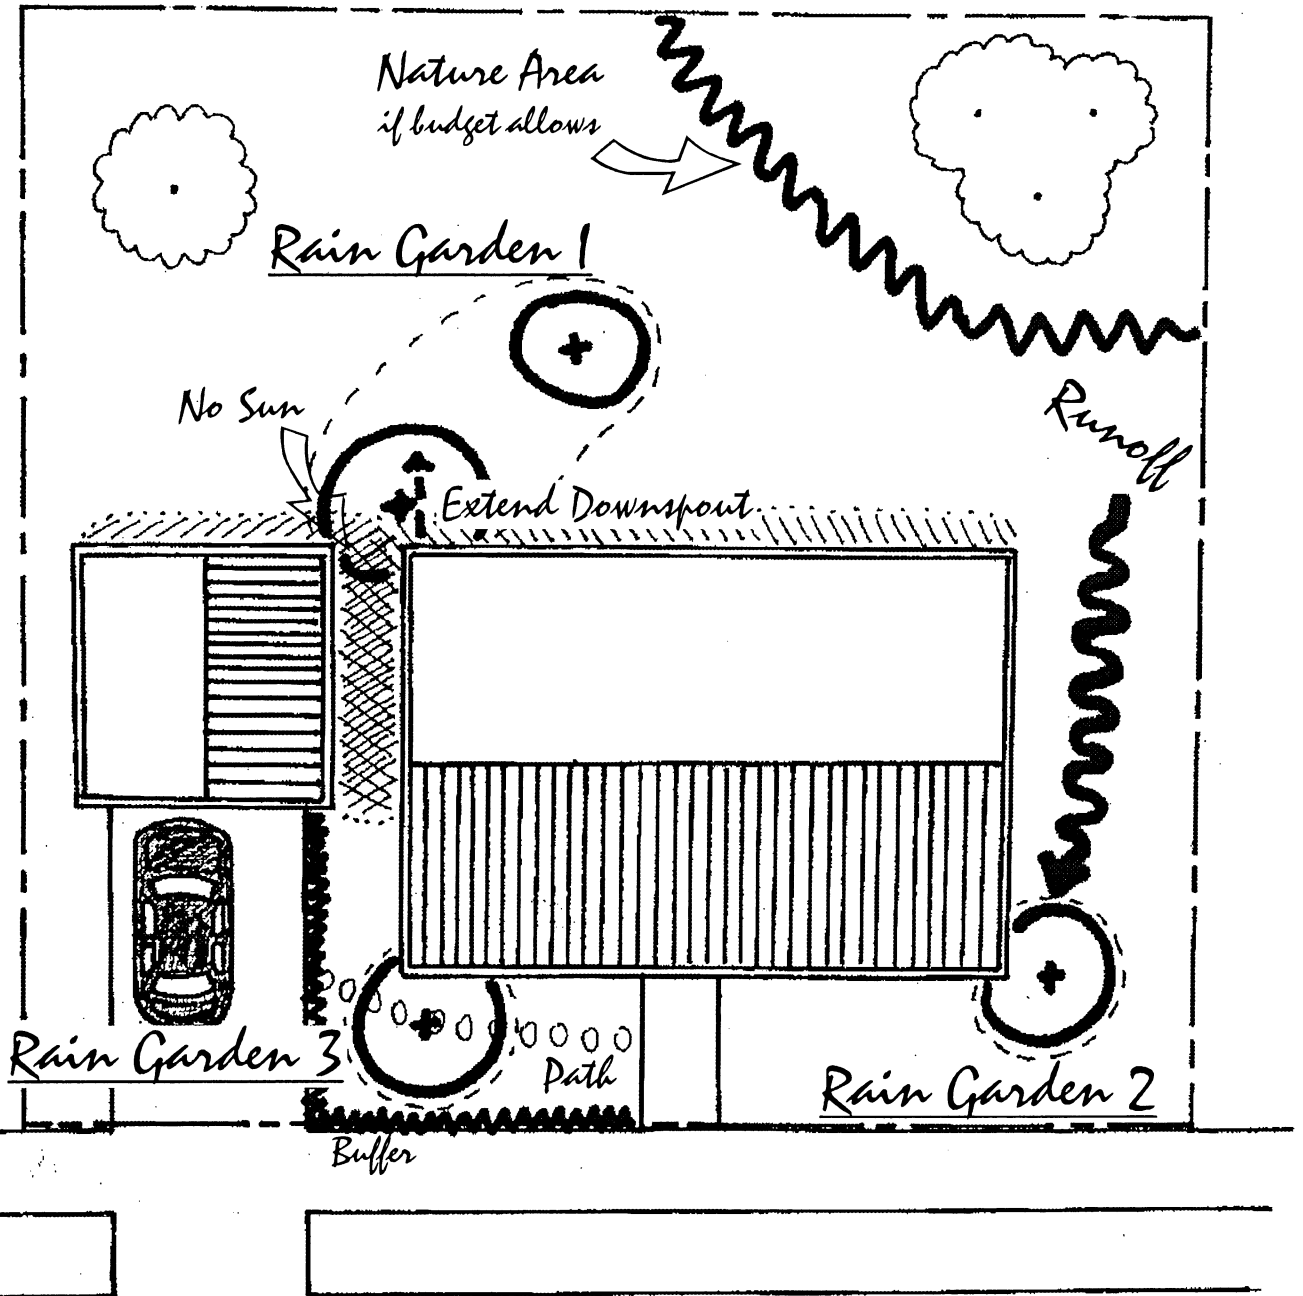 Nature Area
if budget allows
Rain Garden 1
No Sun
Runoff
Extend Downspout
Rain Garden 3
Path
Rain Garden 2
Buffer